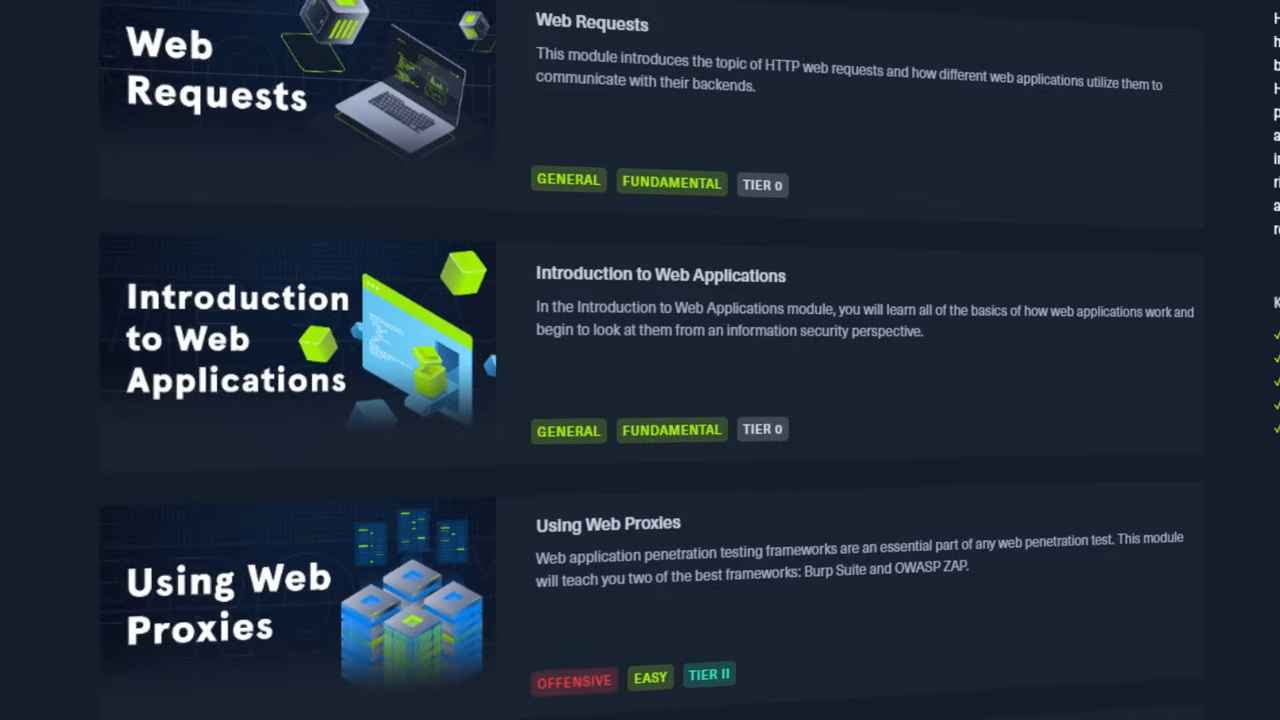 Web
Requests
Web Requests
This module introduces the topic of HTTP web requests and how different web applications utilize them to
communicate with their backends.
GENERAL FUNDAMENTAL TIER 0
Introduction
to Web
Applications
Introduction to Web Applications
In the Introduction to Web Applications module, you will learn all of the basics of how web applications work and
begin to look at them from an information security perspective.
GENERAL FUNDAMENTAL TIER 0
Using Web
Proxies
Using Web Proxies
Web application penetration testing frameworks are an essential part of any web penetration test. This module
will teach you two of the best frameworks: Burp Suite and OWASP ZAP.
OFFENSIVE EASY TIER II